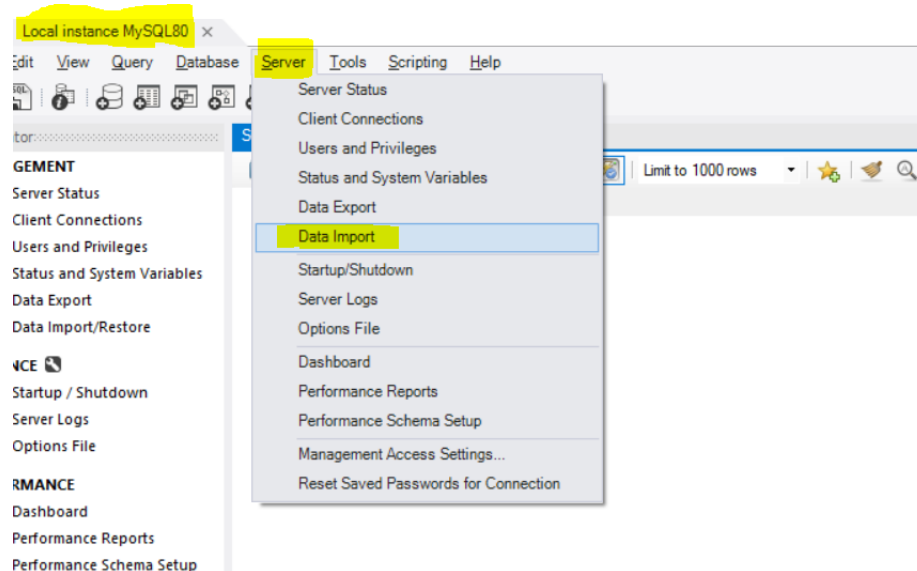 Local instance MySQL80
Edit View Query Database Server Tools Scripting Help
Limit to 1000 rows
GEMENT
Server Status
Client Connections
Users and Privileges
Status and System Variables
Data Export
Data Import/Restore
NCE
Startup / Shutdown
Server Logs
Options File
RMANCE
Dashboard
Performance Reports
Performance Schema Setup
Server Status
Client Connections
Users and Privileges
Status and System Variables
Data Export
Data Import
Startup/Shutdown
Server Logs
Options File
Dashboard
Performance Reports
Performance Schema Setup
Management Access Settings...
Reset Saved Passwords for Connection